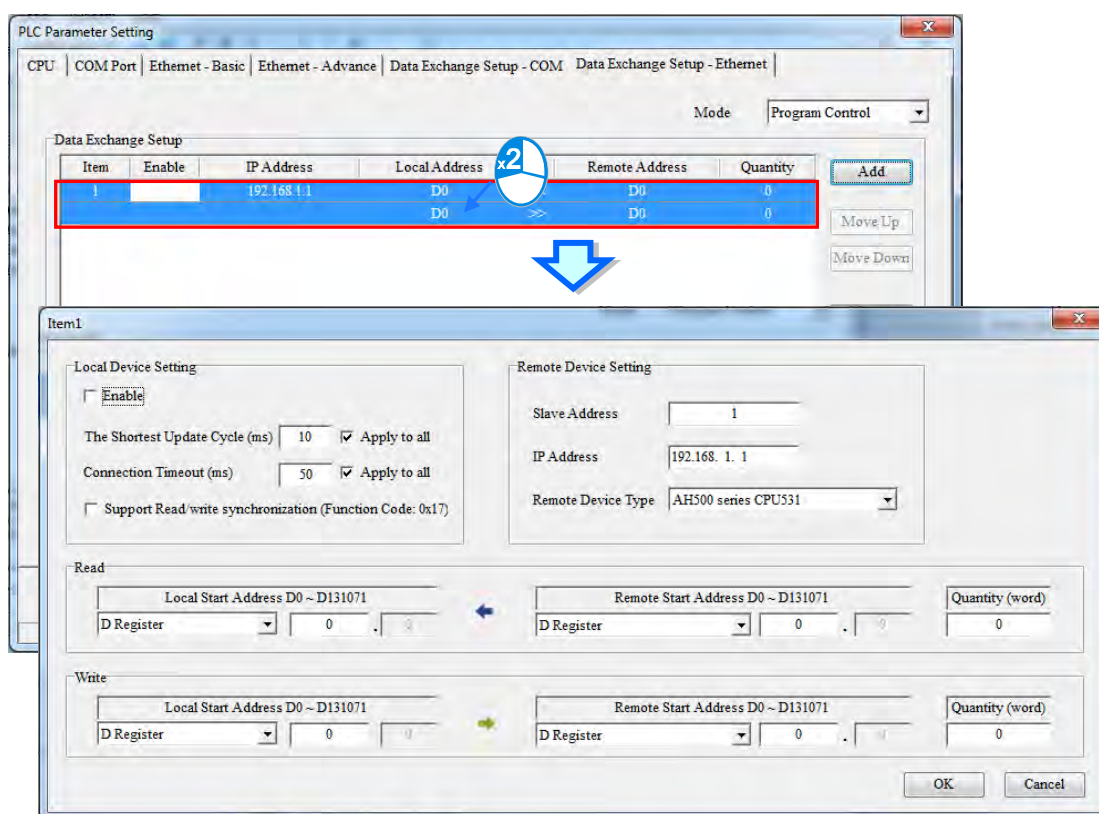 PLC Parameter Setting
CPU COM Port Ethernet - Basic Ethernet - Advance Data Exchange Setup - COM Data Exchange Setup - Ethernet
Mode Program Control
Data Exchange Setup
Item Enable IP Address Local Address Remote Address Quantity
x2
Add
1 192.168.1.1 D0 D0 0
D0 >> D0 0
Move Up
Move Down
Item1
Local Device Setting
Enable
The Shortest Update Cycle (ms) 10 Apply to all
Connection Timeout (ms) 50 Apply to all
Support Read/write synchronization (Function Code: 0x17)
Remote Device Setting
Slave Address 1
IP Address 192.168. 1. 1
Remote Device Type AH500 series CPU531
Read
Local Start Address D0 ~ D131071 Remote Start Address D0 ~ D131071 Quantity (word)
D Register 0 . 0 D Register 0 . 0 0
Write
Local Start Address D0 ~ D131071 Remote Start Address D0 ~ D131071 Quantity (word)
D Register 0 0 D Register 0 . 0 0
OK Cancel